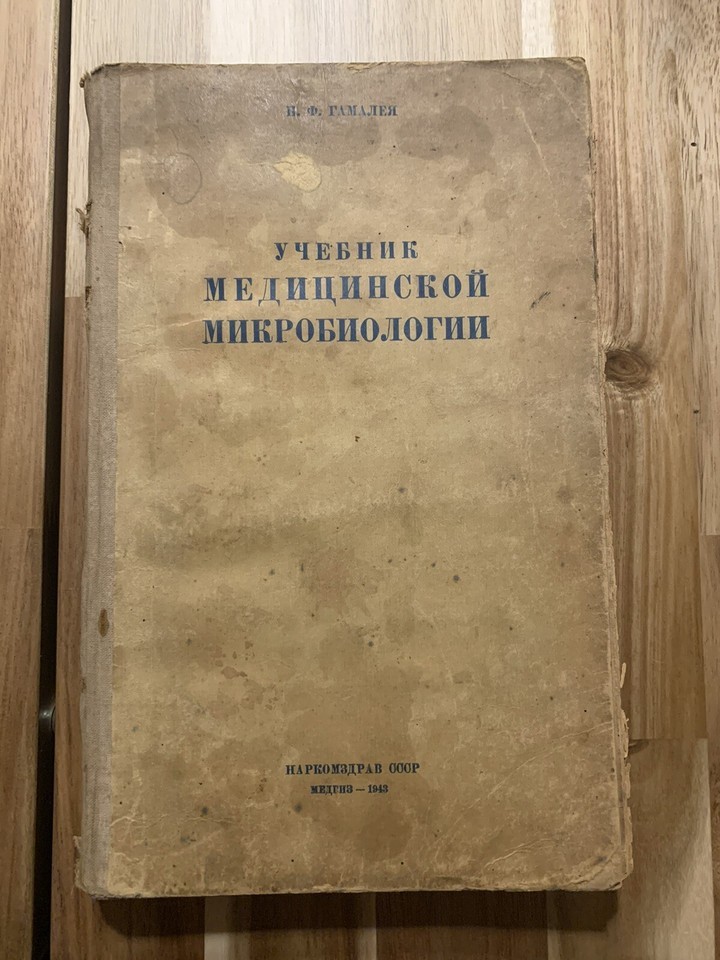 Н. Ф. ГАМАЛЕЯ
УЧЕБНИК
МЕДИЦИНСКОЙ
МИКРОБИОЛОГИИ
НАРКОМЗДРАВ СССР
МЕДГИЗ — 1943